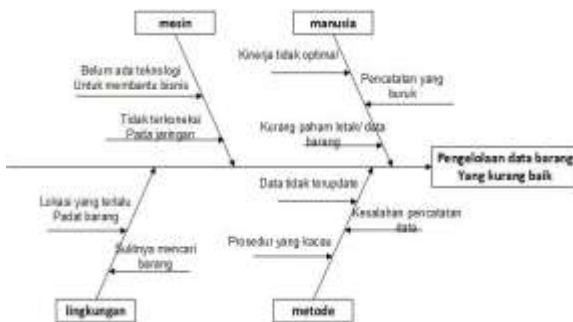 mesin
manusia
Belum ada teknologi
Untuk membantu bisnis
Tidak terkoneksi
Pada jaringan
Kinerja tidak optimal
Pencatatan yang
buruk
Kurang paham letak/ data
barang
Pengelolaan data barang
Yang kurang baik
Lokasi yang terlalu
Padat barang
Sulitnya mencari
barang
Data tidak terupdate
Kesalahan pencatatan
data
Prosedur yang kacau
lingkungan
metode